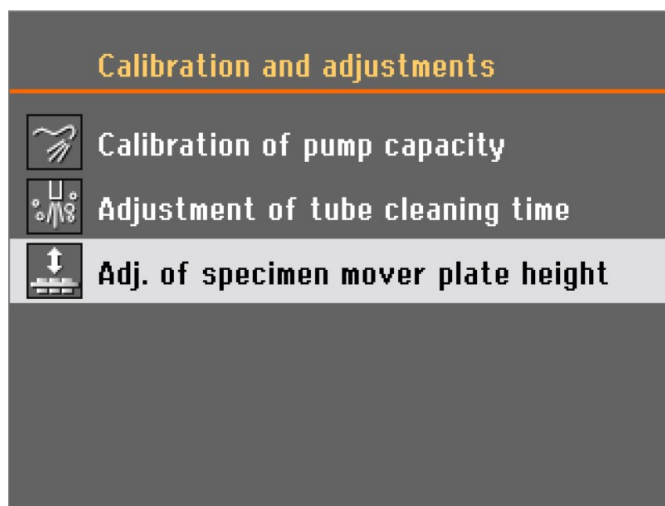 Calibration and adjustments
Calibration of pump capacity
Adjustment of tube cleaning time
Adj. of specimen mover plate height